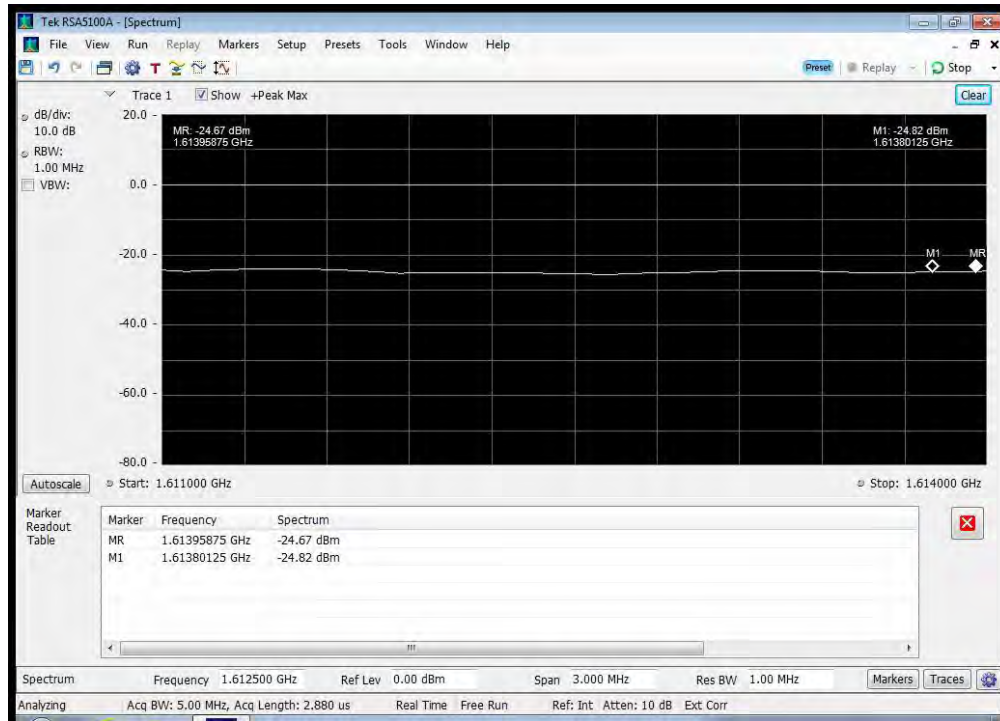 Tek RSA5100A - [Spectrum]
File View Run Replay Markers Setup Presets Tools Window Help
T Preset Replay Stop
Trace 1 Show +Peak Max Clear
dB/div:
10.0 dB
RBW:
1.00 MHz
VBW:
20.0
0.0
-20.0
-40.0
-60.0
-80.0
MR: -24.67 dBm
1.61395875 GHz
M1: -24.82 dBm
1.61380125 GHz
M1 MR
Autoscale Start: 1.611000 GHz Stop: 1.614000 GHz
Marker
Readout
Table
Marker Frequency Spectrum
MR 1.61395875 GHz -24.67 dBm
M1 1.61380125 GHz -24.82 dBm
Spectrum Frequency 1.612500 GHz Ref Lev 0.00 dBm Span 3.000 MHz Res BW 1.00 MHz Markers Traces
Analyzing Acq BW: 5.00 MHz, Acq Length: 2.880 us Real Time Free Run Ref: Int Atten: 10 dB Ext Corr